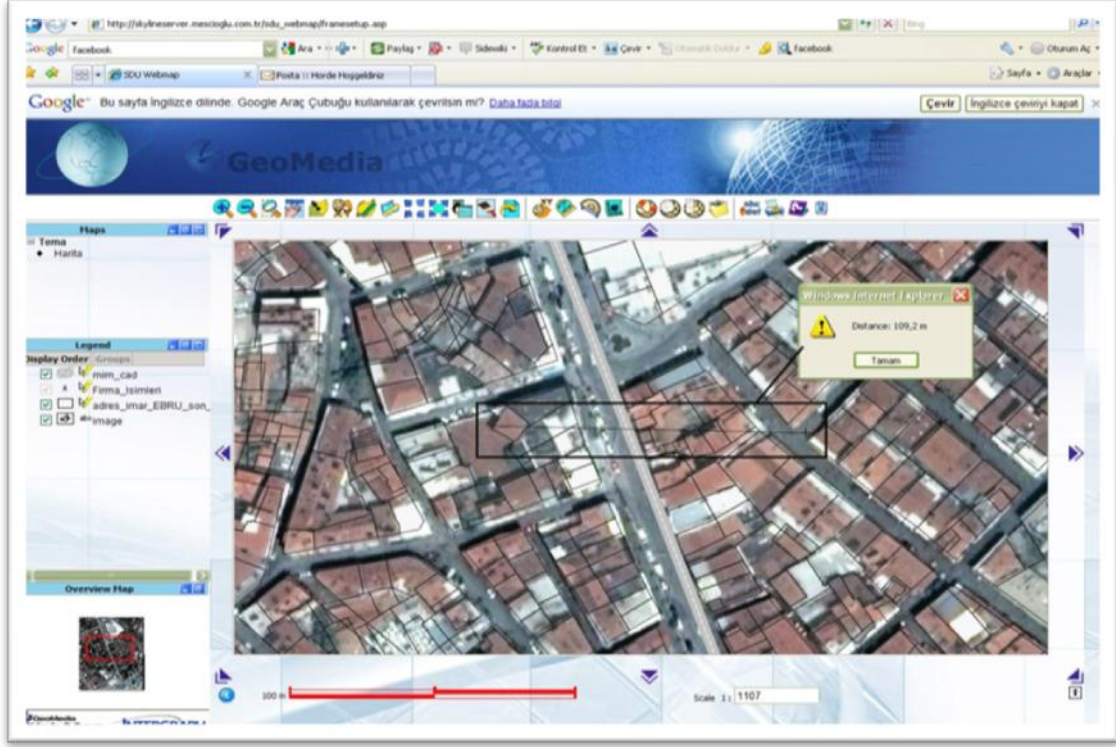 http://skylineserver.mescioglu.com.tr/sdu_webmap/framesetup.asp
Bing
Google facebook Ara Paylaş Sidewiki Kontrol Et Çevir Otomatik Doldur facebook Oturum Aç
SDU Webmap Posta :: Horde Hoşgeldiniz Sayfa Araçlar
Google Bu sayfa İngilizce dilinde. Google Araç Çubuğu kullanılarak çevrilsin mi? Daha fazla bilgi Çevir İngilizce çeviriyi kapat
GeoMedia
Maps
Tema
Harita
Windows Internet Explorer
Distance: 109,2 m
Tamam
Legend
Display Order Groups
mim_cad
Firma_Isimleri
adres_imar_EBRU_son_
image
Overview Map
100 m
Scale 1: 1107
GeoMedia
INTERGRAPH